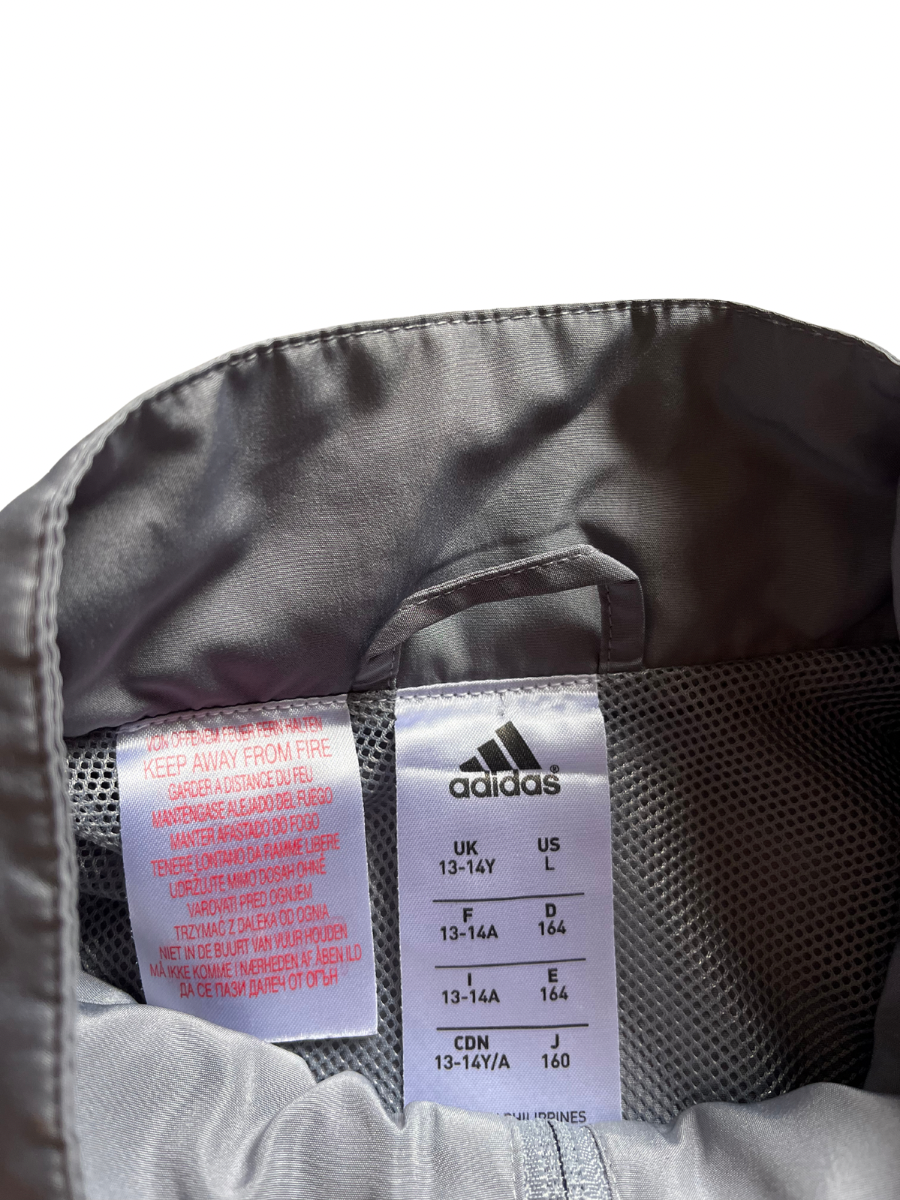 VON OFFENEM FEUER FERN HALTEN
KEEP AWAY FROM FIRE
GARDER A DISTANCE DU FEU
MANTÉNGASE ALEJADO DEL FUEGO
MANTER AFASTADO DO FOGO
TENERE LONTANO DA FIAMME LIBERE
UDRŽUJTE MIMO DOSAH OHNĚ
VAROVATI PRED OGNJEM
TRZYMAĆ Z DALEKA OD OGNIA
NIET IN DE BUURT VAN VUUR HOUDEN
MÅ IKKE KOMME I NÆRHEDEN AF ÅBEN ILD
ДА СЕ ПАЗИ ДАЛЕЧ ОТ ОГЪН
adidas®
UK US
13-14Y L
F D
13-14A 164
I E
13-14A 164
CDN J
13-14Y/A 160
PHILIPPINES